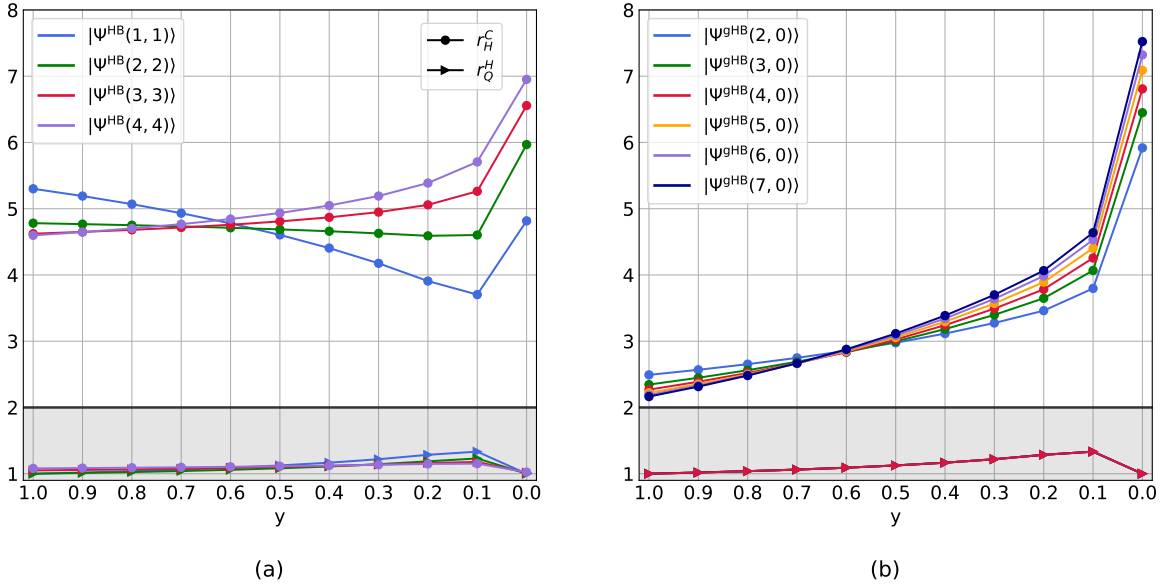 8
7
6
5
4
3
2
1
|Ψ^HB(1, 1)⟩
|Ψ^HB(2, 2)⟩
|Ψ^HB(3, 3)⟩
|Ψ^HB(4, 4)⟩
r_H^C
r_Q^H
1.0 0.9 0.8 0.7 0.6 0.5 0.4 0.3 0.2 0.1 0.0
y
(a)
8
7
6
5
4
3
2
1
|Ψ^gHB(2, 0)⟩
|Ψ^gHB(3, 0)⟩
|Ψ^gHB(4, 0)⟩
|Ψ^gHB(5, 0)⟩
|Ψ^gHB(6, 0)⟩
|Ψ^gHB(7, 0)⟩
1.0 0.9 0.8 0.7 0.6 0.5 0.4 0.3 0.2 0.1 0.0
y
(b)